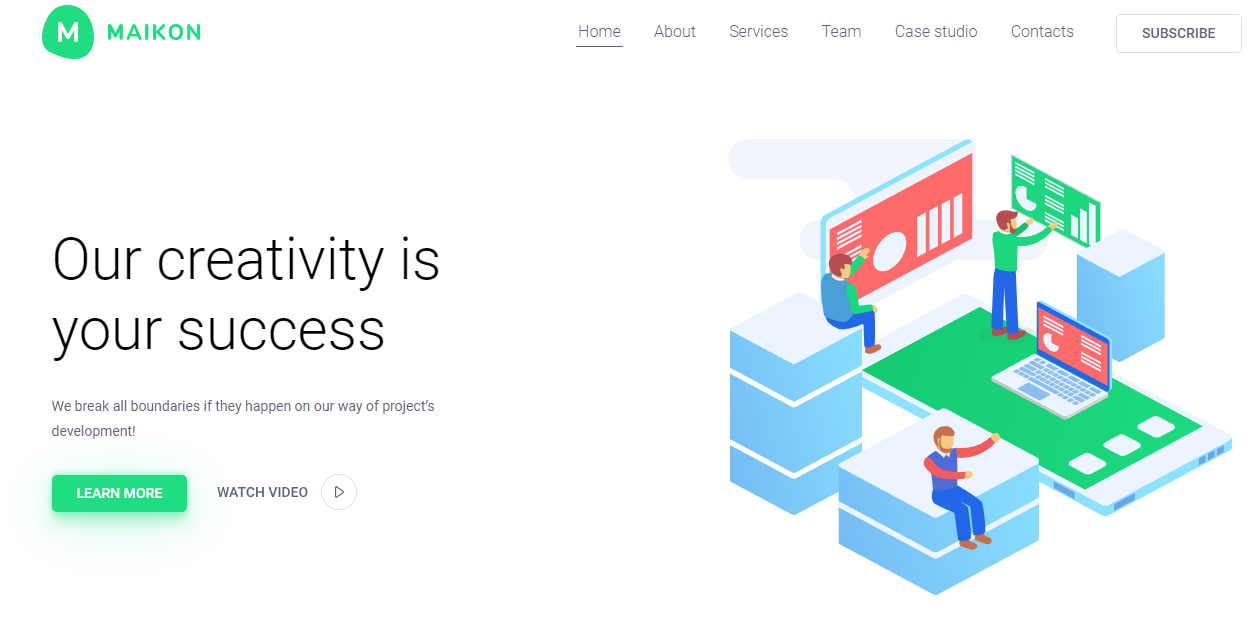 M MAIKON
Home About Services Team Case studio Contacts SUBSCRIBE
Our creativity is
your success
We break all boundaries if they happen on our way of project’s
development!
LEARN MORE WATCH VIDEO